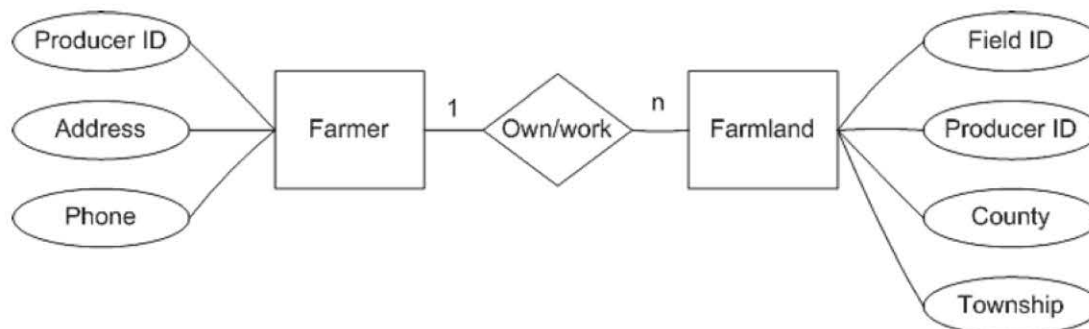 Producer ID
Address
Phone
Farmer
1
Own/work
n
Farmland
Field ID
Producer ID
County
Township